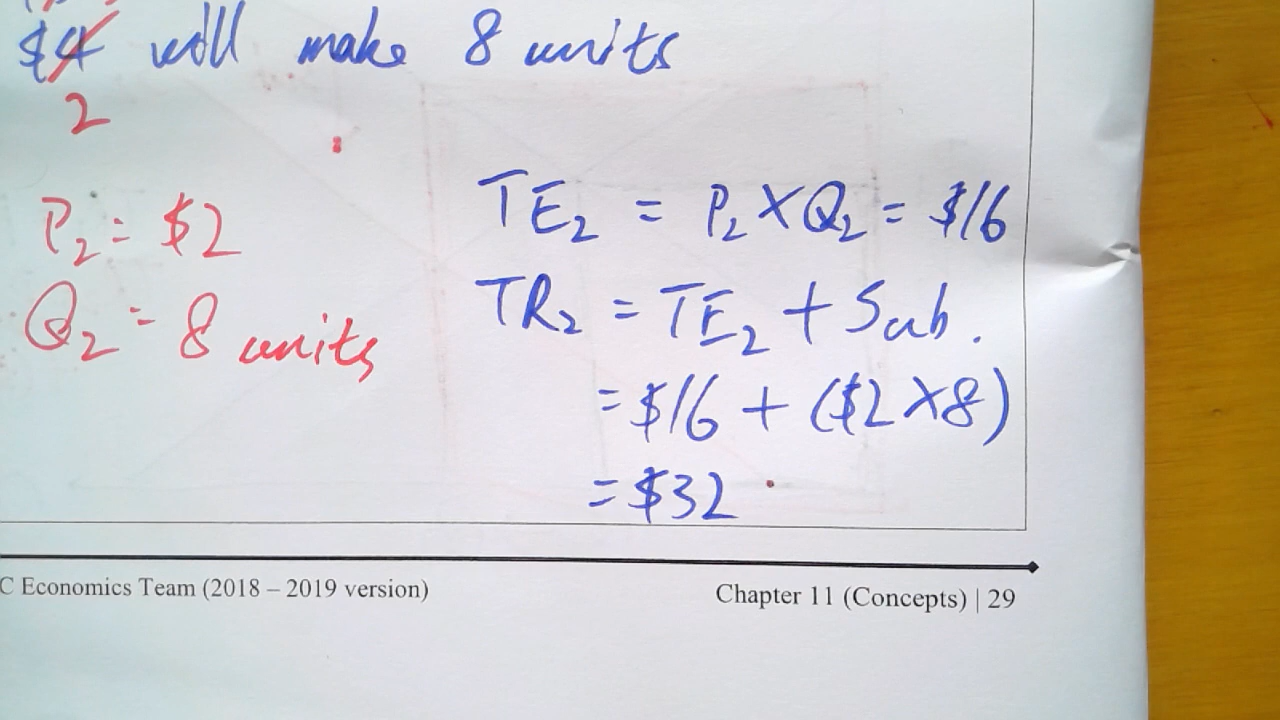 $4 will make 8 units
2
P2 = $2
Q2 = 8 units
TE2 = P2 X Q2 = $16
TR2 = TE2 + Sub.
= $16 + ($2 X 8)
= $32
C Economics Team (2018 – 2019 version)
Chapter 11 (Concepts) | 29